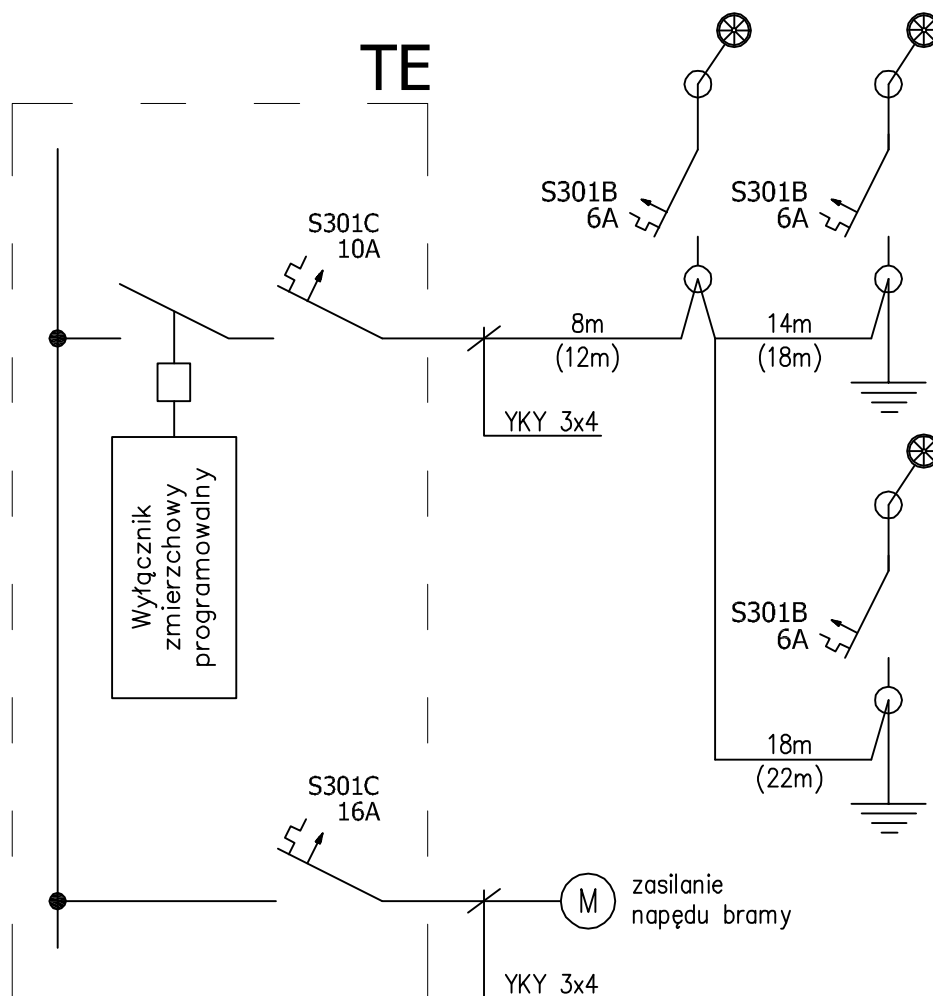 TE
S301B
6A
S301B
6A
S301C
10A
8m
(12m)
14m
(18m)
YKY 3x4
Wyłącznik
zmierzchowy
programowalny
S301B
6A
18m
(22m)
S301C
16A
M
zasilanie
napędu bramy
YKY 3x4